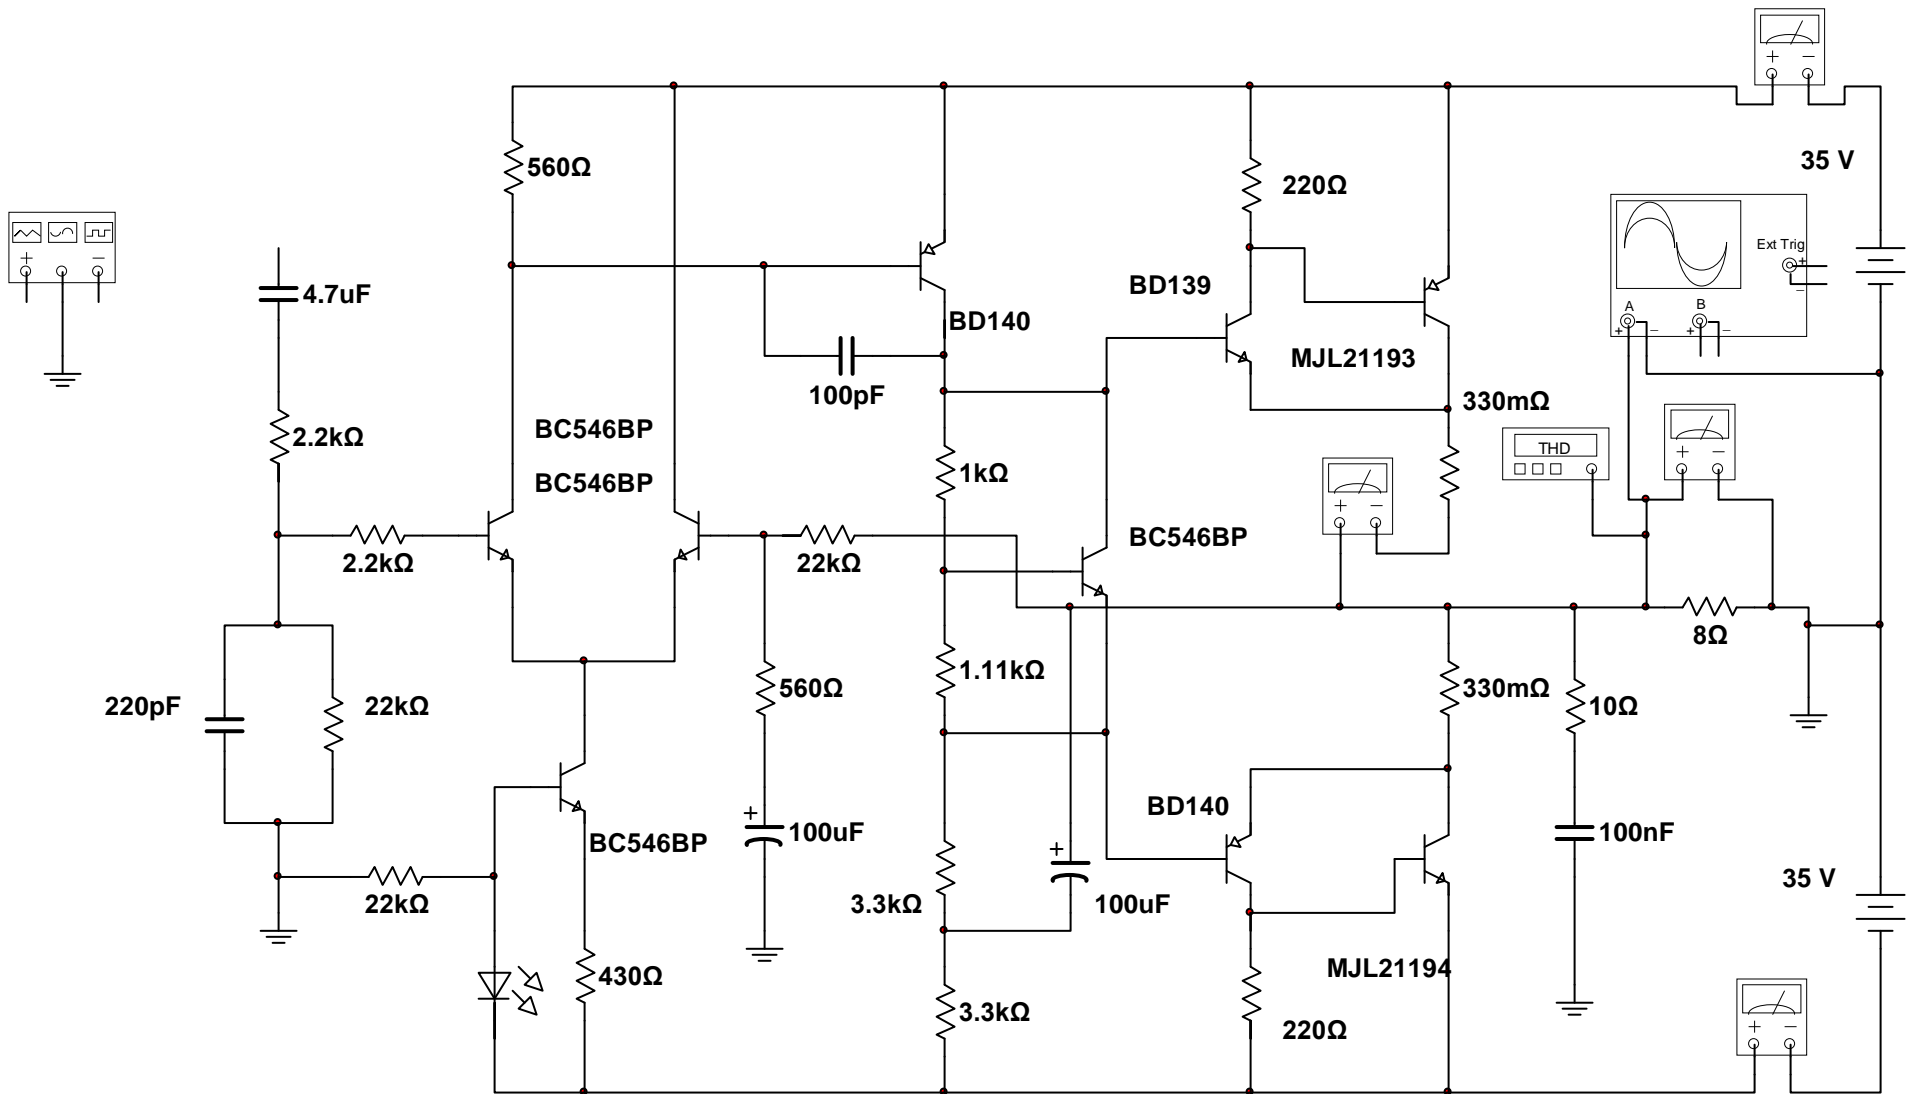 35 V
560Ω
220Ω
Ext Trig
+
−
+
−
+
−
4.7uF
BD139
A
B
+
−
+
−
BD140
MJL21193
100pF
330mΩ
BC546BP
2.2kΩ
THD
+
−
1kΩ
BC546BP
+
−
BC546BP
2.2kΩ
22kΩ
8Ω
1.11kΩ
560Ω
330mΩ
220pF
22kΩ
10Ω
BD140
+
100uF
100nF
BC546BP
+
35 V
22kΩ
3.3kΩ
100uF
430Ω
MJL21194
3.3kΩ
220Ω
+
−